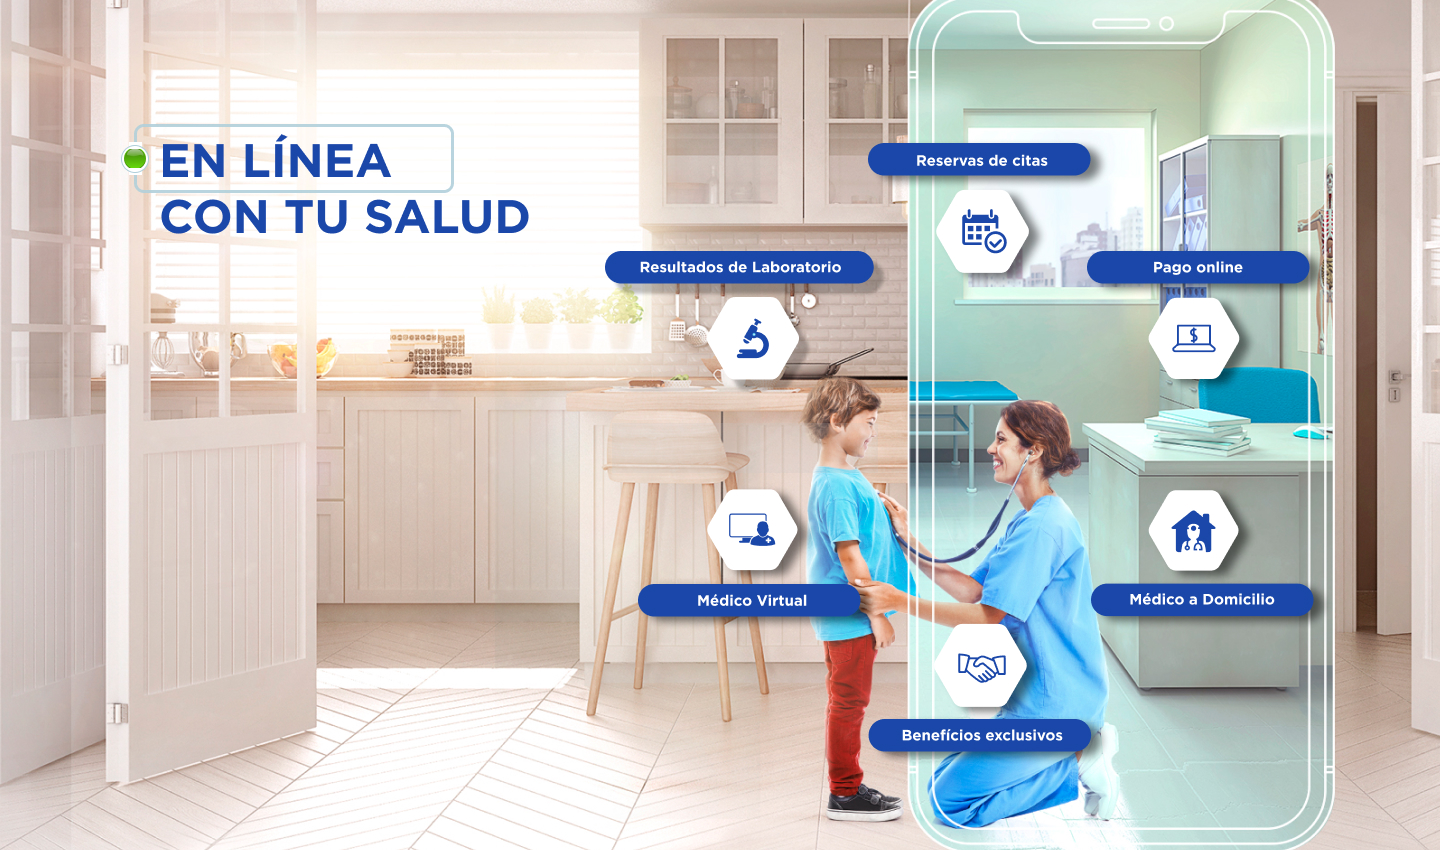 EN LÍNEA
CON TU SALUD
Reservas de citas
Resultados de Laboratorio
Pago online
$
Médico Virtual
Médico a Domicilio
Benefícios exclusivos